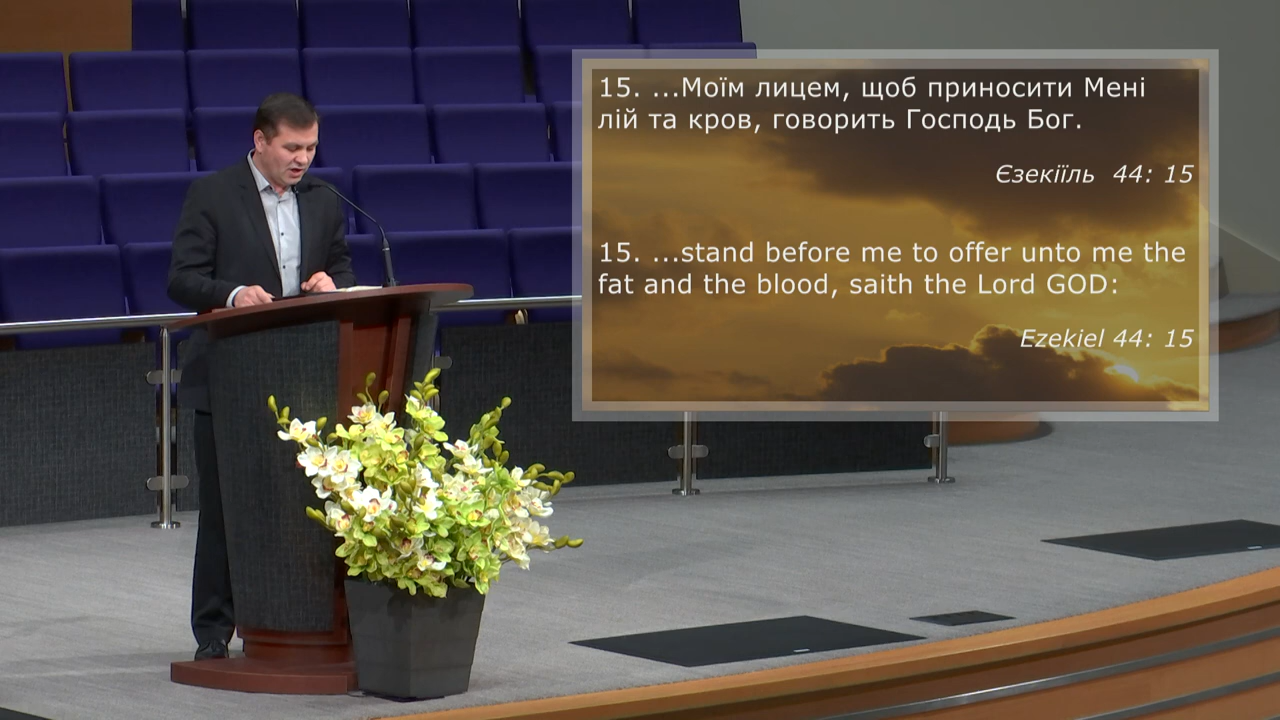 15. ...Моїм лицем, щоб приносити Мені
лій та кров, говорить Господь Бог.
Єзекіїль 44: 15
15. ...stand before me to offer unto me the
fat and the blood, saith the Lord GOD:
Ezekiel 44: 15